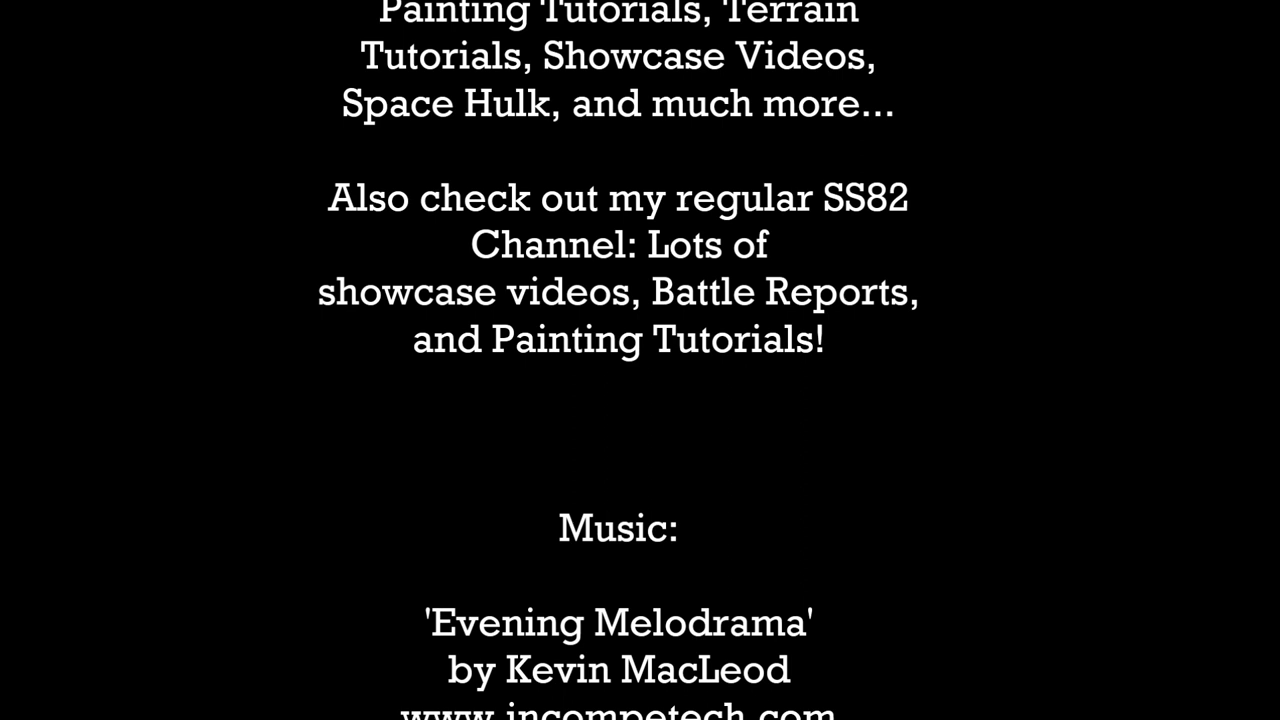 Painting Tutorials, Terrain
Tutorials, Showcase Videos,
Space Hulk, and much more...
Also check out my regular SS82
Channel: Lots of
showcase videos, Battle Reports,
and Painting Tutorials!
Music:
'Evening Melodrama'
by Kevin MacLeod
www.incompetech.com